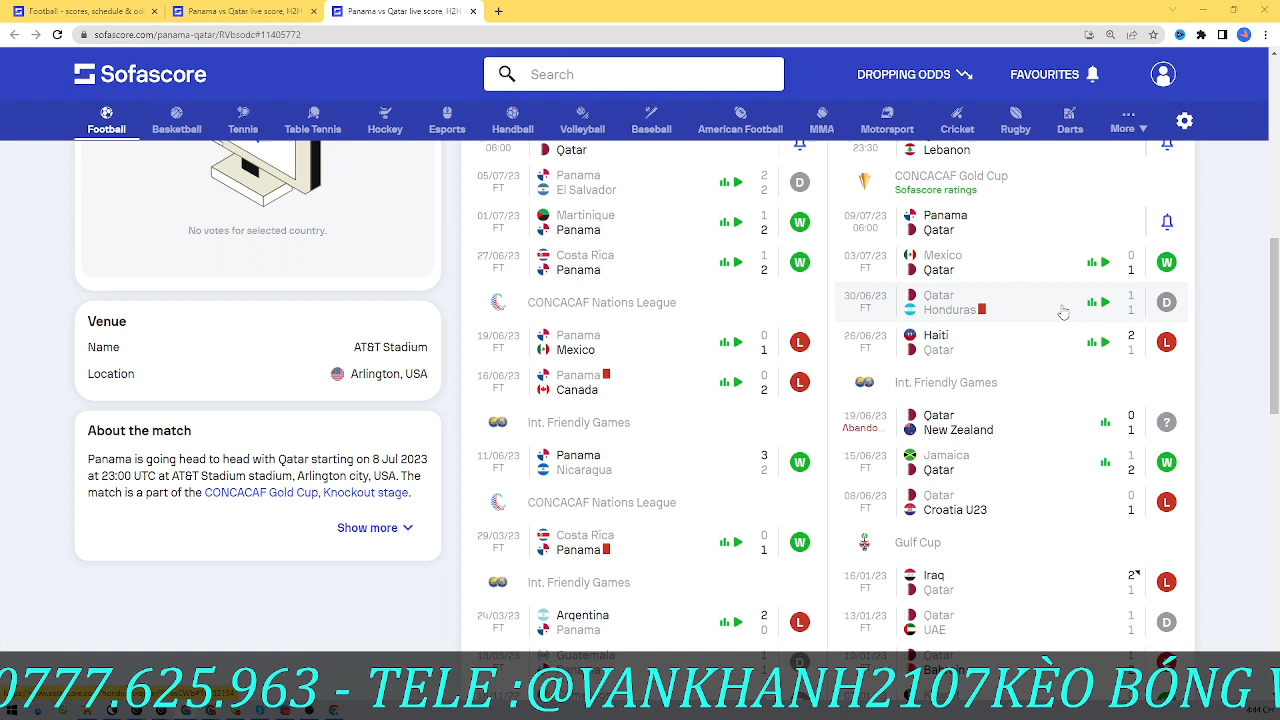 Football - scores, schedule & od
Panama vs Qatar live score, H2H
Panama vs Qatar live score, H2H
sofascore.com/panama-qatar/RVbsodc#11405772
Sofascore
Search
DROPPING ODDS
FAVOURITES
Football
Basketball
Tennis
Table Tennis
Hockey
Esports
Handball
Volleyball
Baseball
American Football
MMA
Motorsport
Cricket
Rugby
Darts
More
No votes for selected country.
Venue
Name AT&T Stadium
Location Arlington, USA
About the match
Panama is going head to head with Qatar starting on 8 Jul 2023
at 23:00 UTC at AT&T Stadium stadium, Arlington city, USA. The
match is a part of the CONCACAF Gold Cup, Knockout stage.
Show more
06:00 Qatar
05/07/23 Panama 2
FT El Salvador 2 D
01/07/23 Martinique 1
FT Panama 2 W
27/06/23 Costa Rica 1
FT Panama 2 W
CONCACAF Nations League
19/06/23 Panama 0
FT Mexico 1 L
16/06/23 Panama 0
FT Canada 2 L
Int. Friendly Games
11/06/23 Panama 3
FT Nicaragua 2 W
CONCACAF Nations League
29/03/23 Costa Rica 0
FT Panama 1 W
Int. Friendly Games
24/03/23 Argentina 2
FT Panama 0 L
Guatemala
23:30 Lebanon
CONCACAF Gold Cup
Sofascore ratings
09/07/23 Panama
06:00 Qatar
03/07/23 Mexico 0
FT Qatar 1 W
30/06/23 Qatar 1
FT Honduras 1 D
26/06/23 Haiti 2
FT Qatar 1 L
Int. Friendly Games
19/06/23 Qatar 0
Abando... New Zealand 1 ?
15/06/23 Jamaica 1
FT Qatar 2 W
08/06/23 Qatar 0
FT Croatia U23 1 L
Gulf Cup
16/01/23 Iraq 2
FT Qatar 1 L
13/01/23 Qatar 1
FT UAE 1 D
10/01/23 Qatar 1
0777.625.963 - TELE :@VANKHANH2107KÈO BÓNG V